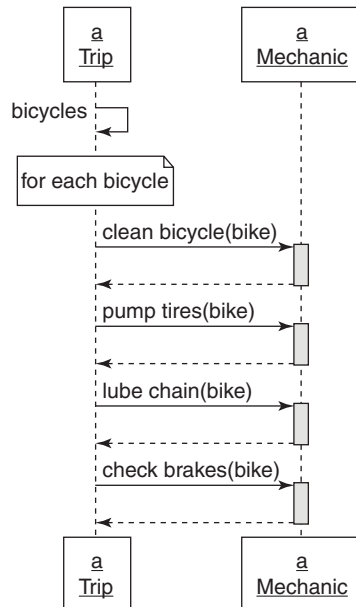 a
Trip
a
Mechanic
bicycles
for each bicycle
clean bicycle(bike)
pump tires(bike)
lube chain(bike)
check brakes(bike)
a
Trip
a
Mechanic